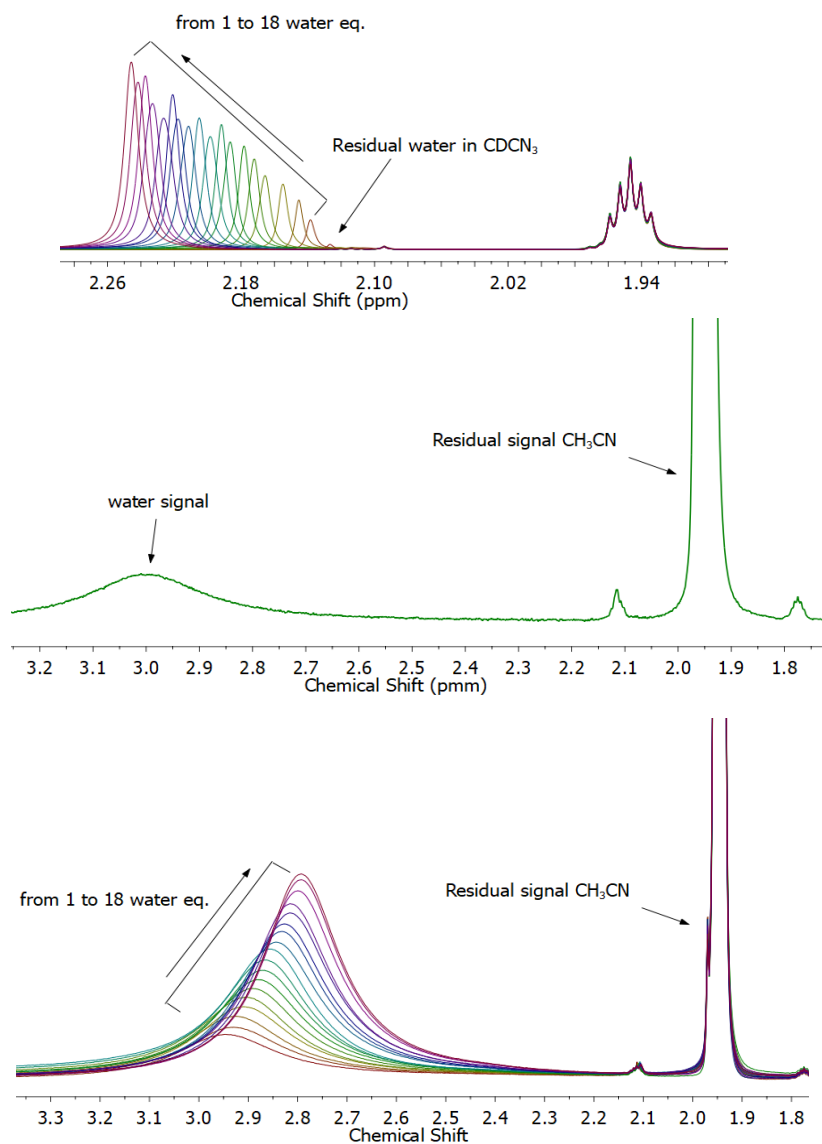 from 1 to 18 water eq.
Residual water in CDCN₃
2.26 2.18 2.10 2.02 1.94
Chemical Shift (ppm)
Residual signal CH₃CN
water signal
3.2 3.1 3.0 2.9 2.8 2.7 2.6 2.5 2.4 2.3 2.2 2.1 2.0 1.9 1.8
Chemical Shift (pmm)
from 1 to 18 water eq.
Residual signal CH₃CN
3.3 3.2 3.1 3.0 2.9 2.8 2.7 2.6 2.5 2.4 2.3 2.2 2.1 2.0 1.9 1.8
Chemical Shift